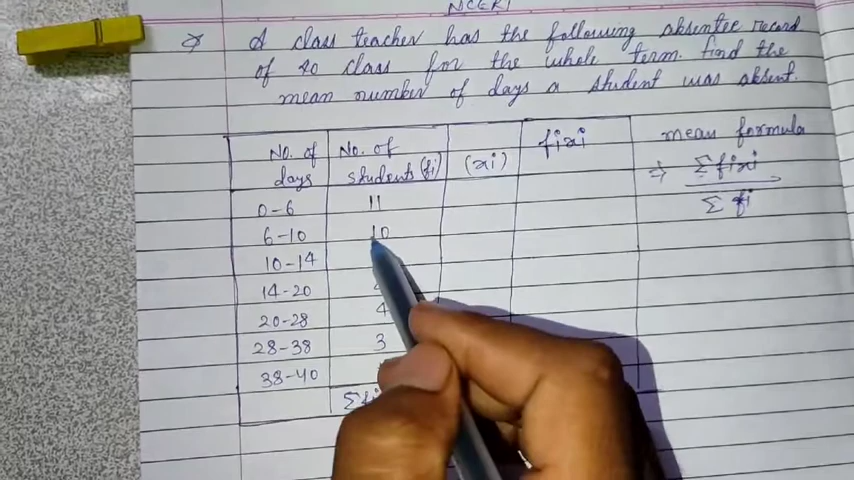 NCERT
Q A class teacher has the following absentee record
of 40 class for the whole term. find the
mean number of days a student was absent.
No. of days | No. of students (fi) | (xi) | fixi
0-6 | 11
6-10 | 10
10-14
14-20 | 4
20-28 | 4
28-38 | 3
38-40
Σfi
mean formula
⇒ Σfixi
Σfi